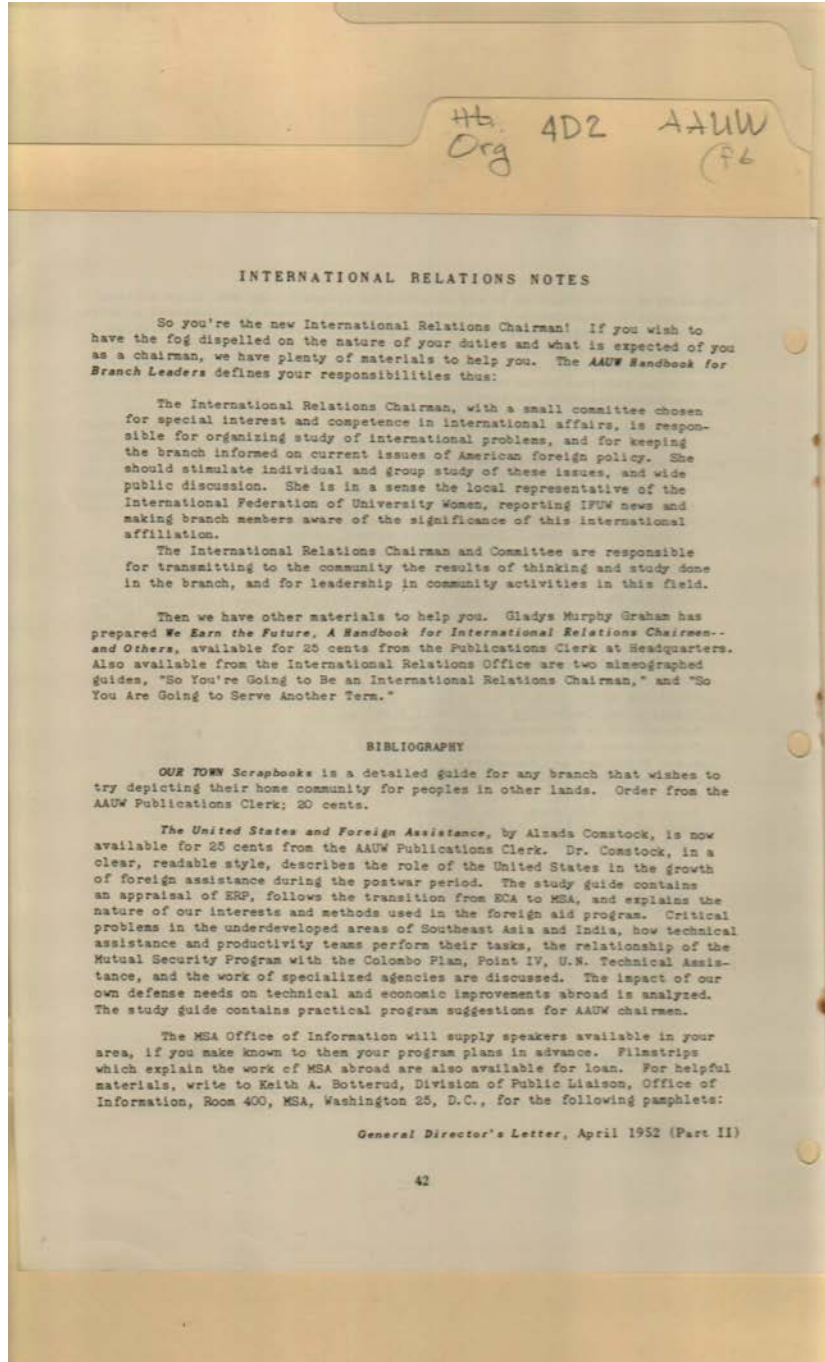 Org 4D2 AAUW
INTERNATIONAL RELATIONS NOTES
So you're the new International Relations Chairman! If you wish to
have the fog dispelled on the nature of your duties and what is expected of you
as a chairman, we have plenty of materials to help you. The AAUW Handbook for
Branch Leaders defines your responsibilities thus:
The International Relations Chairman, with a small committee chosen
for special interest and competence in international affairs, is respon-
sible for organizing study of international problems, and for keeping
the branch informed on current issues of American foreign policy. She
should stimulate individual and group study of these issues, and wide
public discussion. She is in a sense the local representative of the
International Federation of University Women, reporting IFUW news and
making branch members aware of the significance of this international
affiliation.
The International Relations Chairman and Committee are responsible
for transmitting to the community the results of thinking and study done
in the branch, and for leadership in community activities in this field.
Then we have other materials to help you. Gladys Murphy Graham has
prepared We Earn the Future, A Handbook for International Relations Chairmen--
and Others, available for 25 cents from the Publications Clerk at Headquarters.
Also available from the International Relations Office are two mimeographed
guides, "So You're Going to Be an International Relations Chairman," and "So
You Are Going to Serve Another Term."
BIBLIOGRAPHY
OUR TOWN Scrapbooks is a detailed guide for any branch that wishes to
try depicting their home community for peoples in other lands. Order from the
AAUW Publications Clerk; 20 cents.
The United States and Foreign Assistance, by Alzada Comstock, is now
available for 25 cents from the AAUW Publications Clerk. Dr. Comstock, in a
clear, readable style, describes the role of the United States in the growth
of foreign assistance during the postwar period. The study guide contains
an appraisal of ERP, follows the transition from ECA to MSA, and explains the
nature of our interests and methods used in the foreign aid program. Critical
problems in the underdeveloped areas of Southeast Asia and India, how technical
assistance and productivity teams perform their tasks, the relationship of the
Mutual Security Program with the Colombo Plan, Point IV, U.N. Technical Assis-
tance, and the work of specialized agencies are discussed. The impact of our
own defense needs on technical and economic improvements abroad is analyzed.
The study guide contains practical program suggestions for AAUW chairmen.
The MSA Office of Information will supply speakers available in your
area, if you make known to them your program plans in advance. Filmstrips
which explain the work of MSA abroad are also available for loan. For helpful
materials, write to Keith A. Botterud, Division of Public Liaison, Office of
Information, Room 400, MSA, Washington 25, D.C., for the following pamphlets:
General Director's Letter, April 1952 (Part II)
42